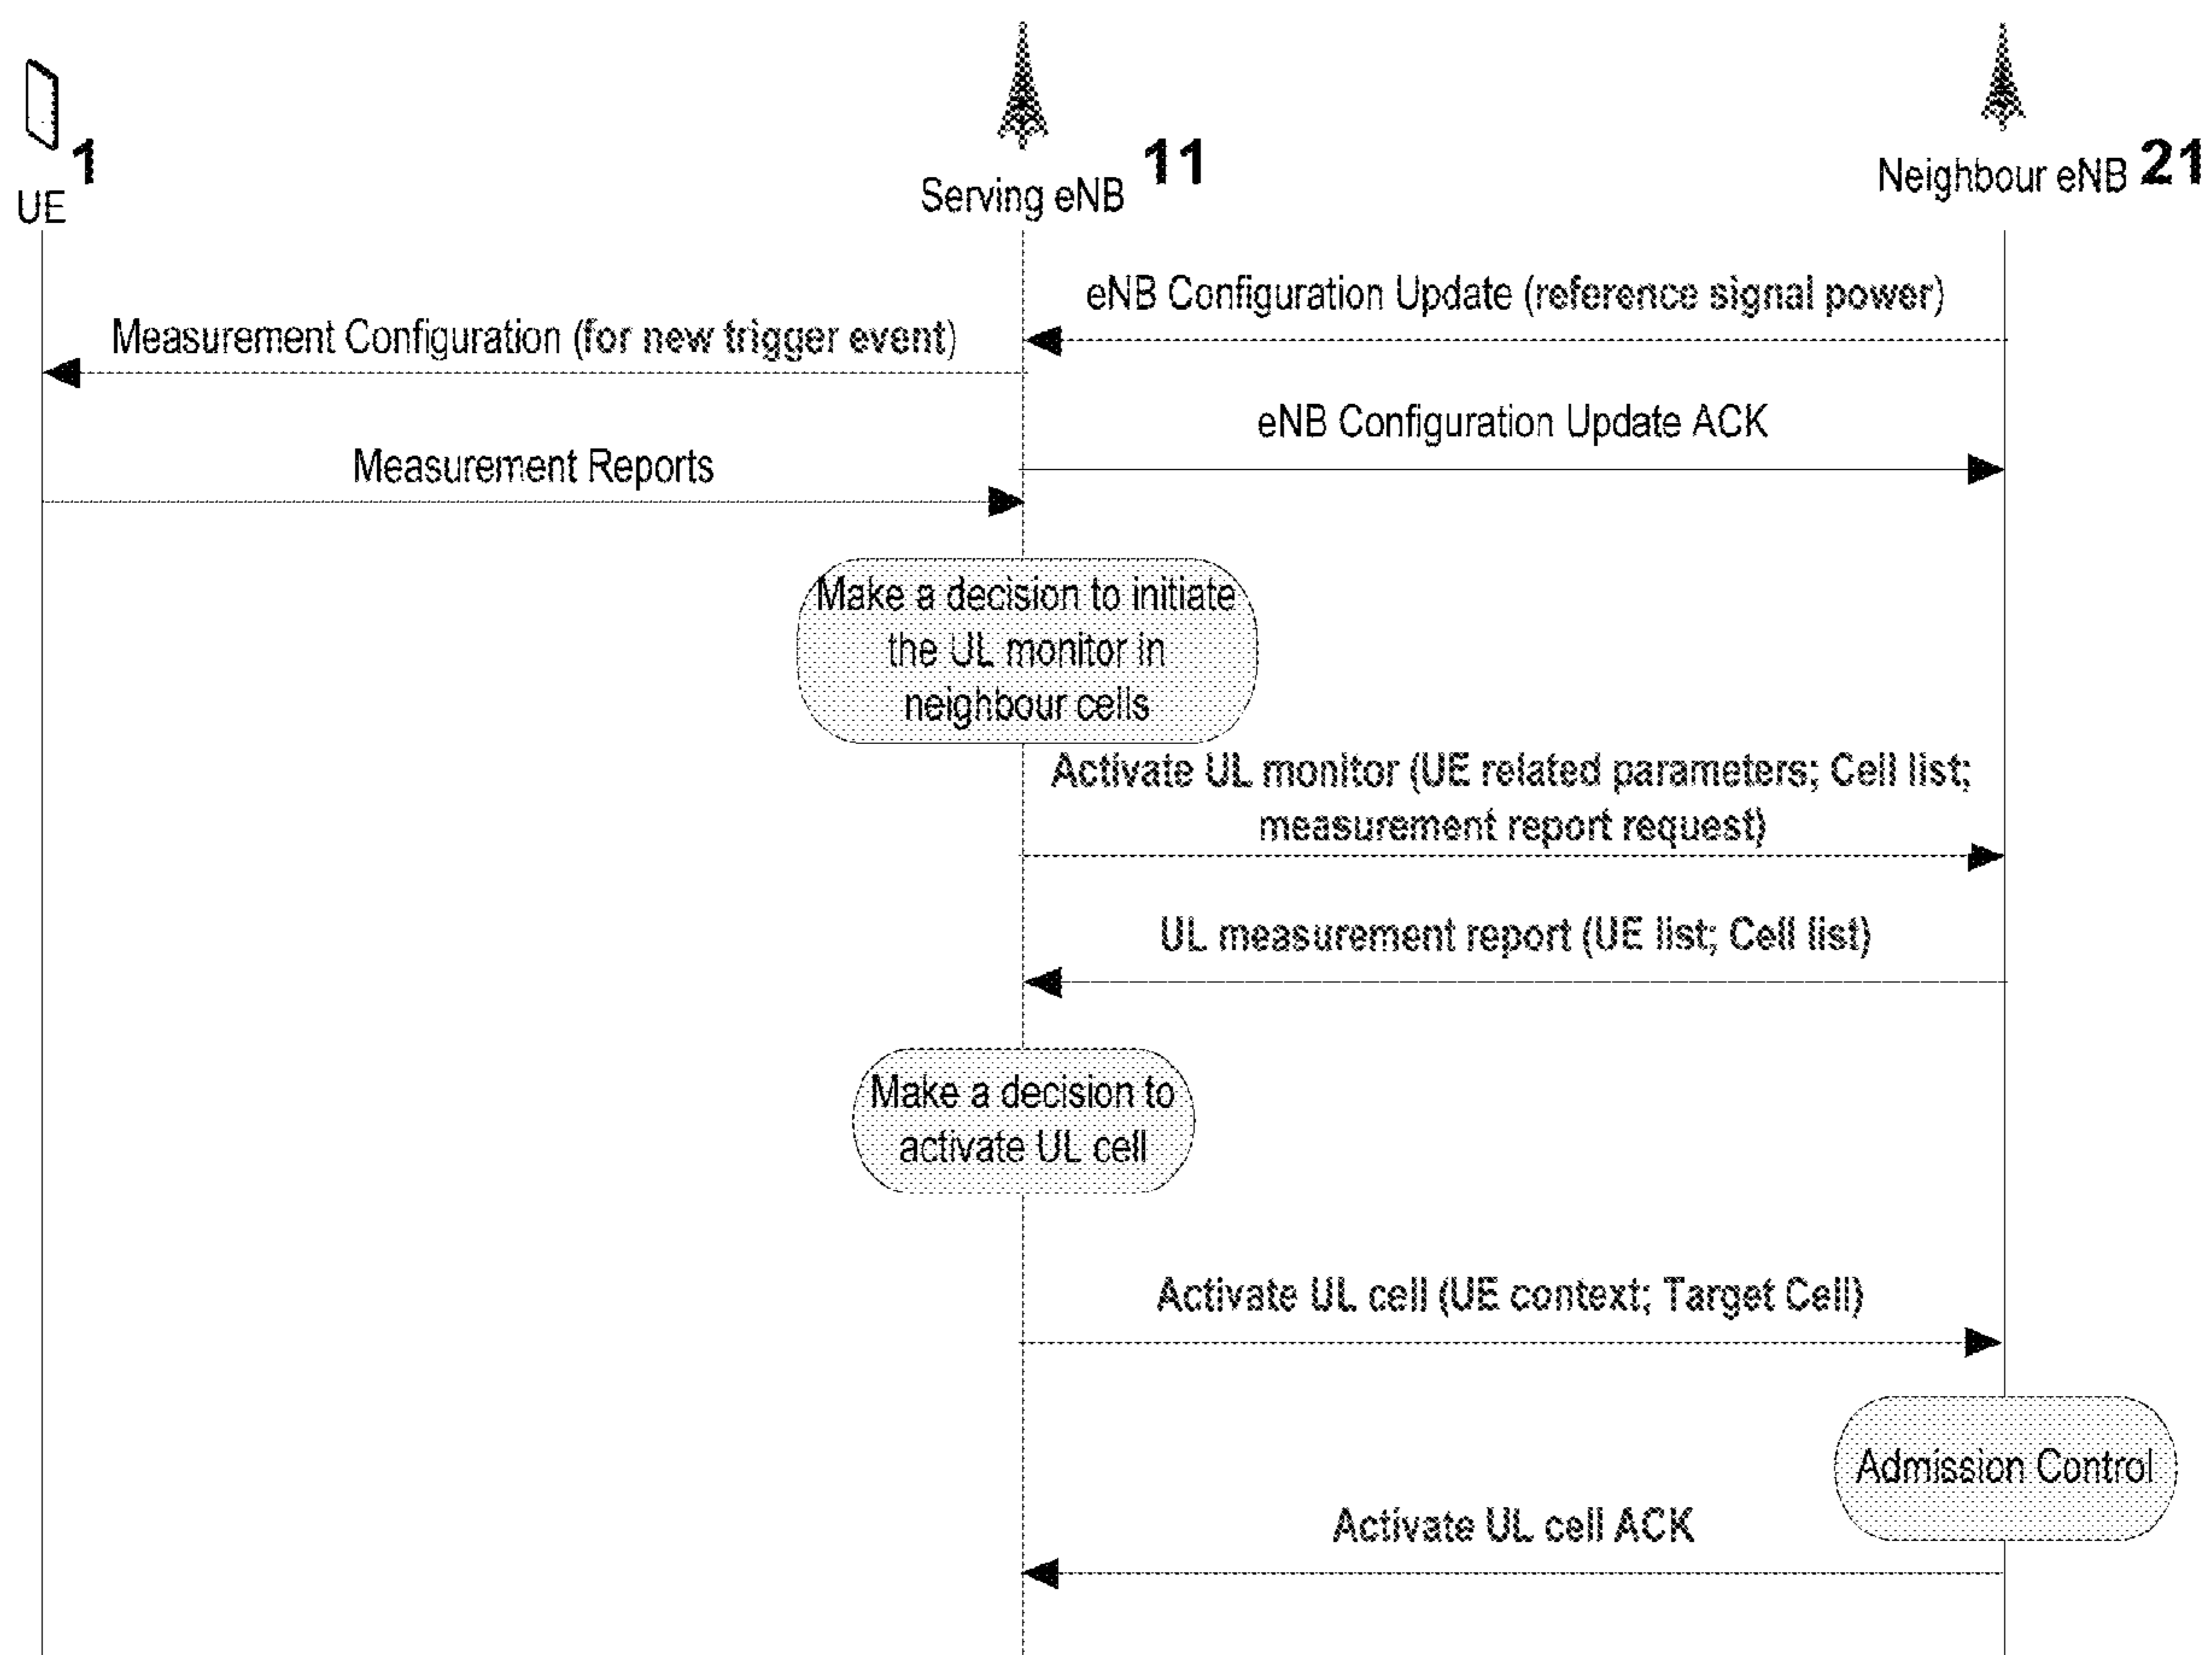 1
UE
11
Serving eNB
Neighbour eNB 21
eNB Configuration Update (reference signal power)
Measurement Configuration (for new trigger event)
eNB Configuration Update ACK
Measurement Reports
Make a decision to initiate
the UL monitor in
neighbour cells
Activate UL monitor (UE related parameters; Cell list;
measurement report request)
UL measurement report (UE list; Cell list)
Make a decision to
activate UL cell
Activate UL cell (UE context; Target Cell)
Admission Control
Activate UL cell ACK